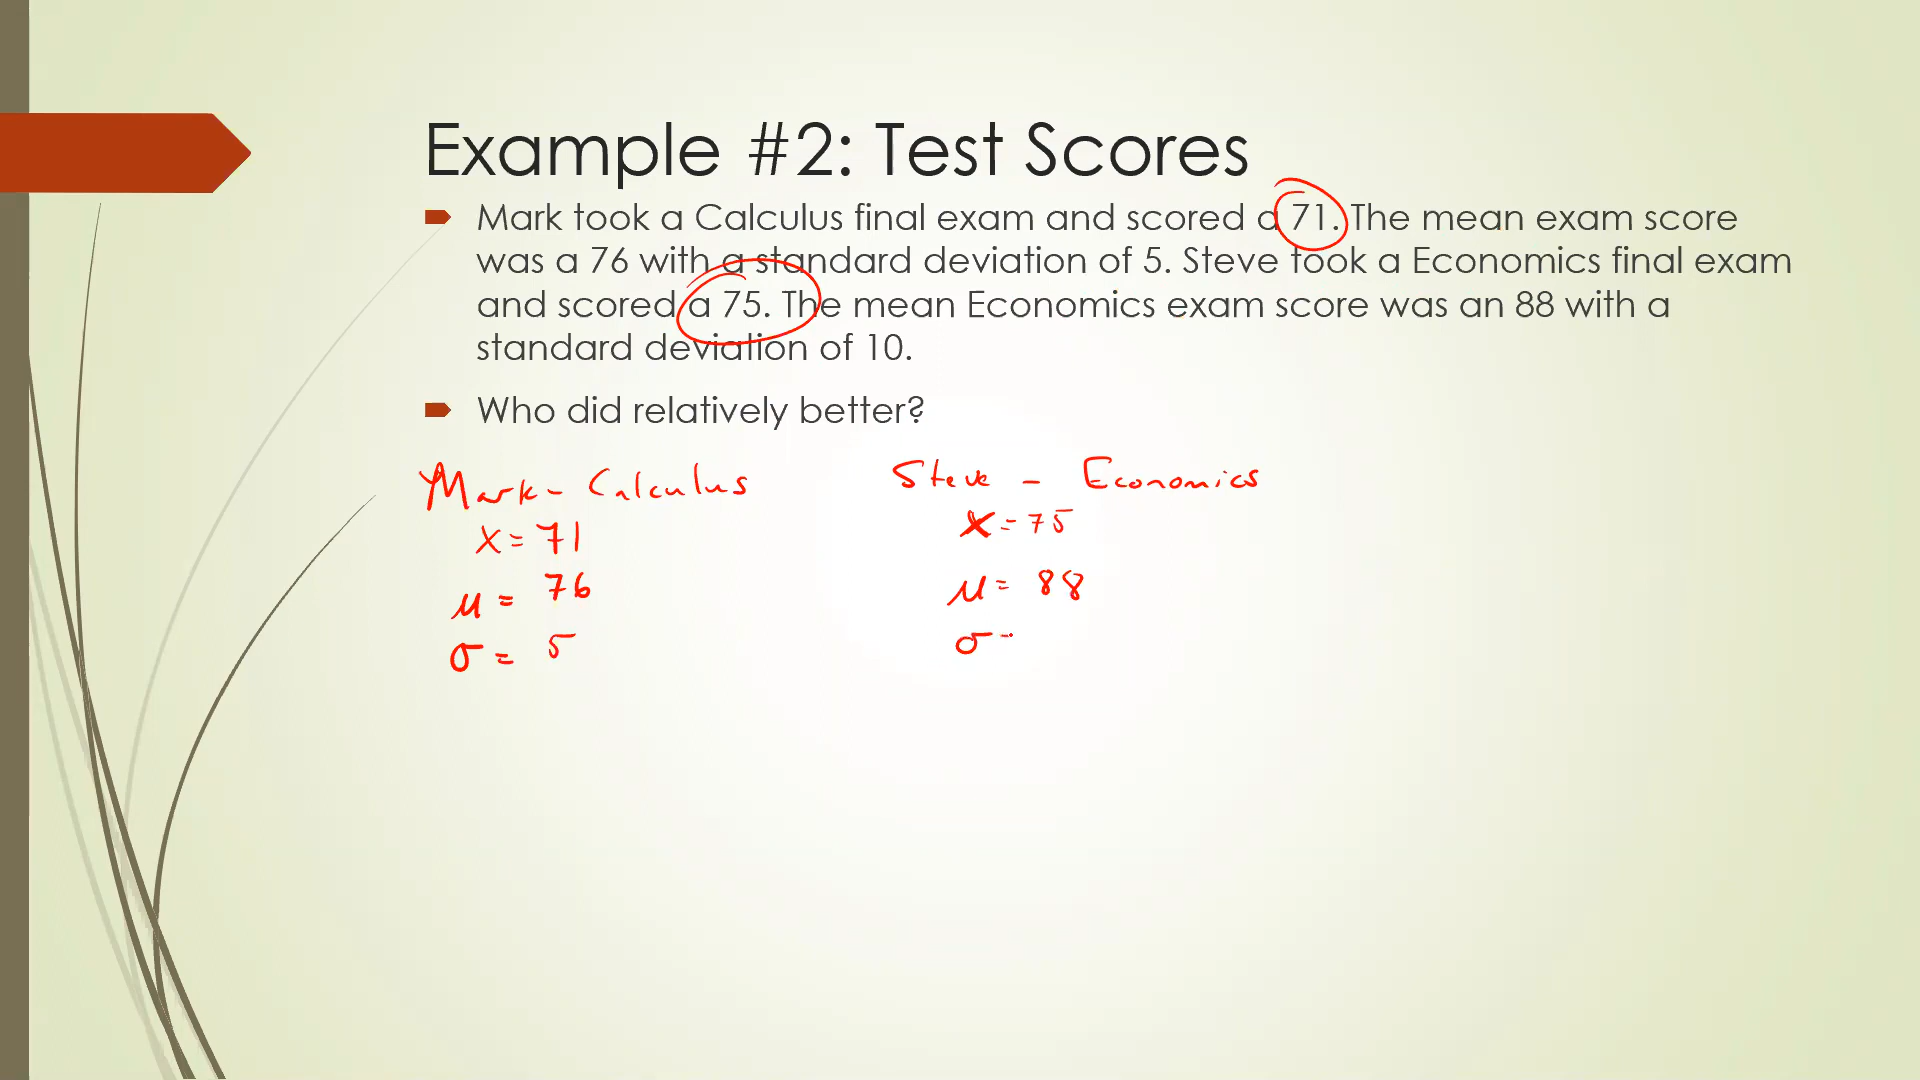 Example #2: Test Scores
Mark took a Calculus final exam and scored a 71. The mean exam score
was a 76 with a standard deviation of 5. Steve took a Economics final exam
and scored a 75. The mean Economics exam score was an 88 with a
standard deviation of 10.
Who did relatively better?
Mark - Calculus
x = 71
μ = 76
σ = 5
Steve - Economics
x = 75
μ = 88
σ =